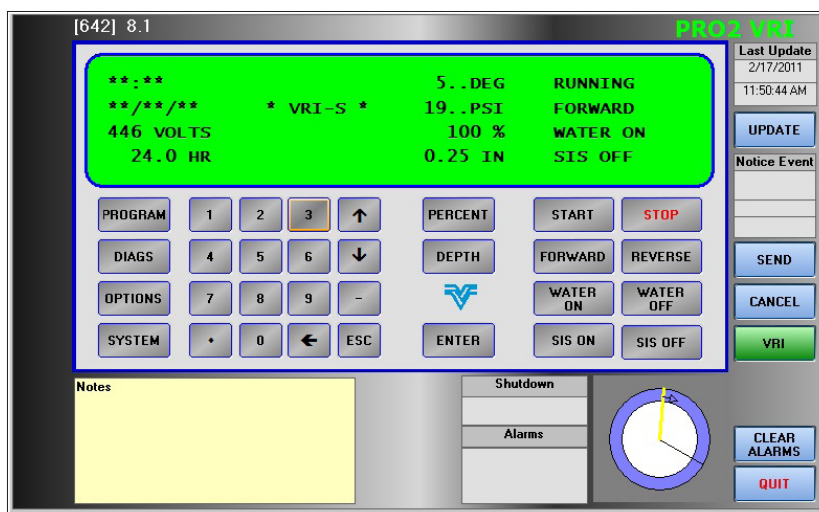 [642] 8.1
PRO2 VRI
Last Update
2/17/2011
11:50:44 AM
UPDATE
Notice Event
SEND
CANCEL
VRI
CLEAR
ALARMS
QUIT
**:** 5..DEG RUNNING
**/**/** * VRI-S * 19..PSI FORWARD
446 VOLTS 100 % WATER ON
24.0 HR 0.25 IN SIS OFF
PROGRAM 1 2 3 ↑ PERCENT START STOP
DIAGS 4 5 6 ↓ DEPTH FORWARD REVERSE
OPTIONS 7 8 9 - WATER ON WATER OFF
SYSTEM • 0 ← ESC ENTER SIS ON SIS OFF
Notes
Shutdown
Alarms